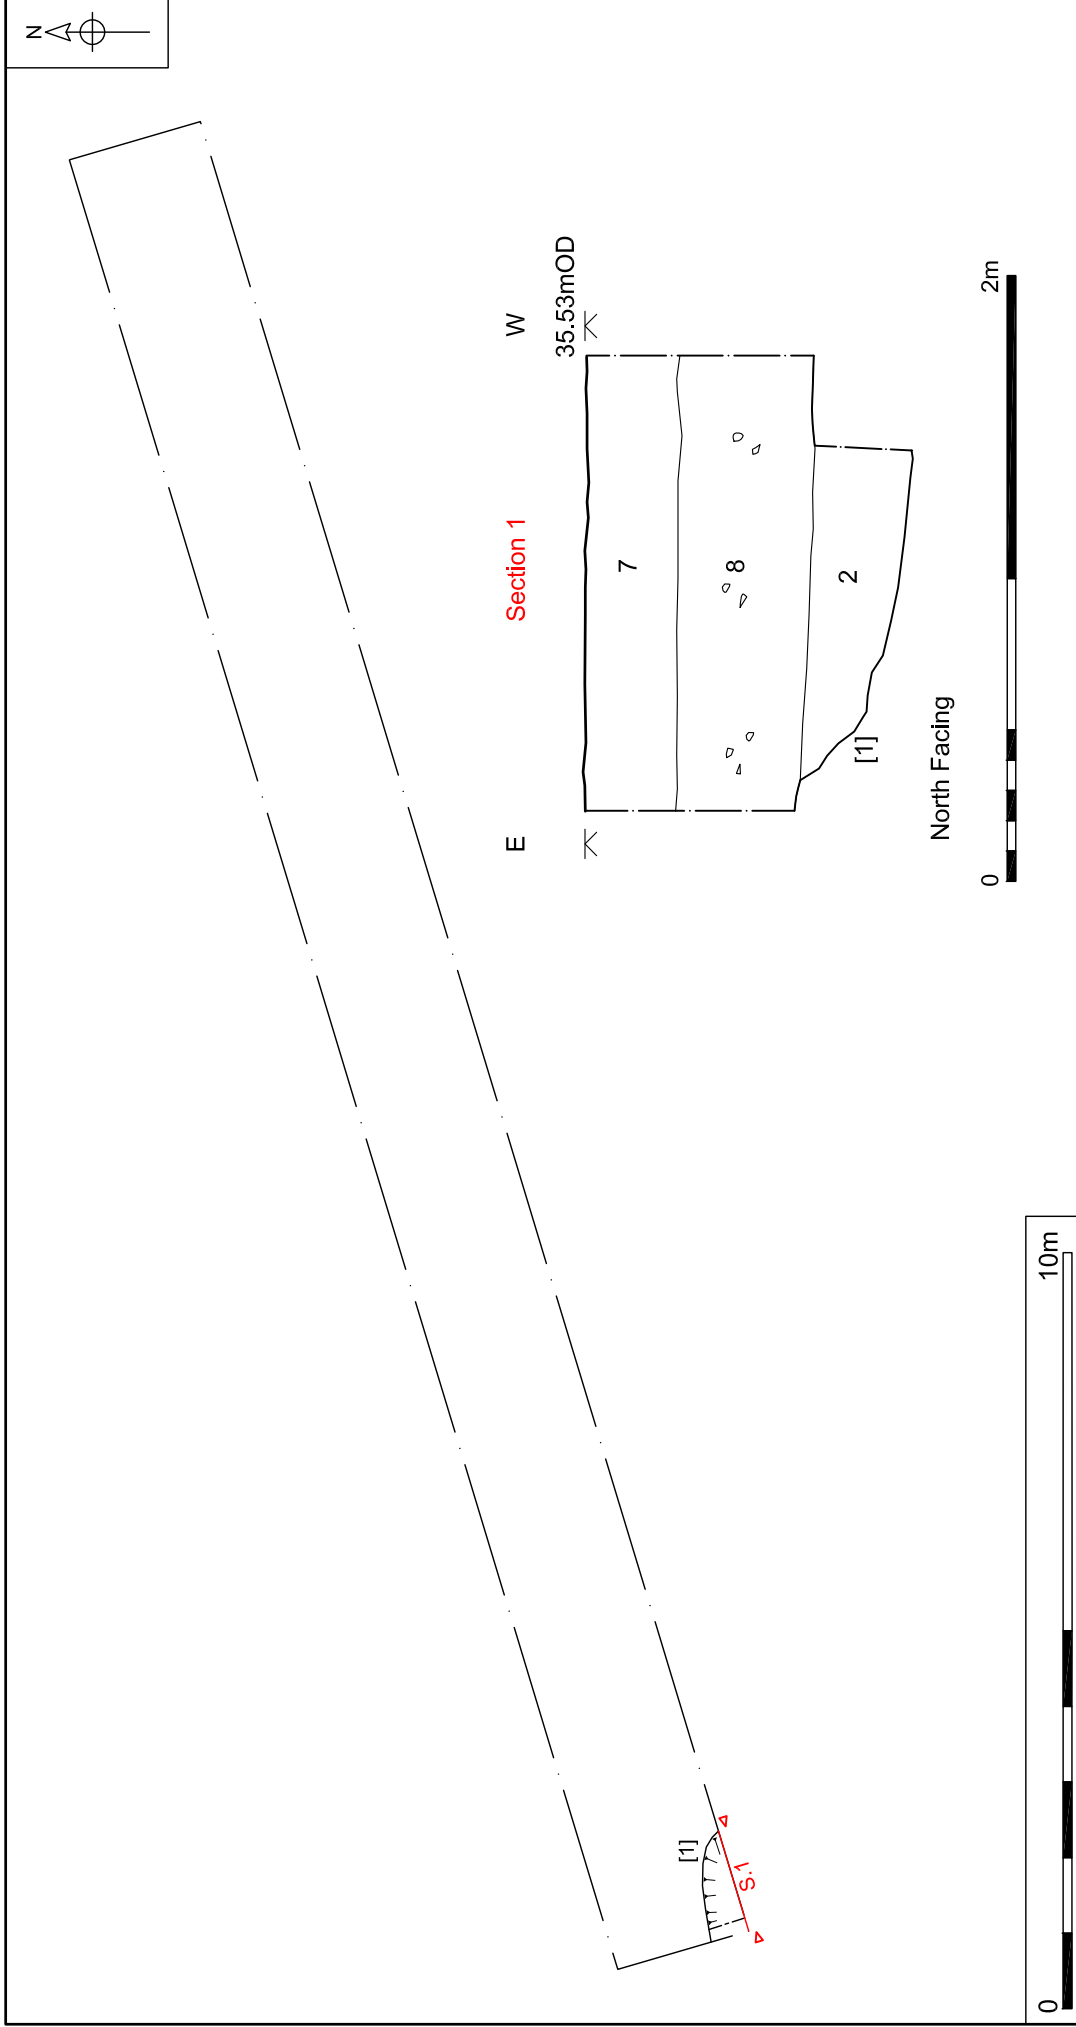 N
Section 1
E
W
35.53mOD
7
8
2
[1]
North Facing
0
2m
[1]
S.1
0
10m